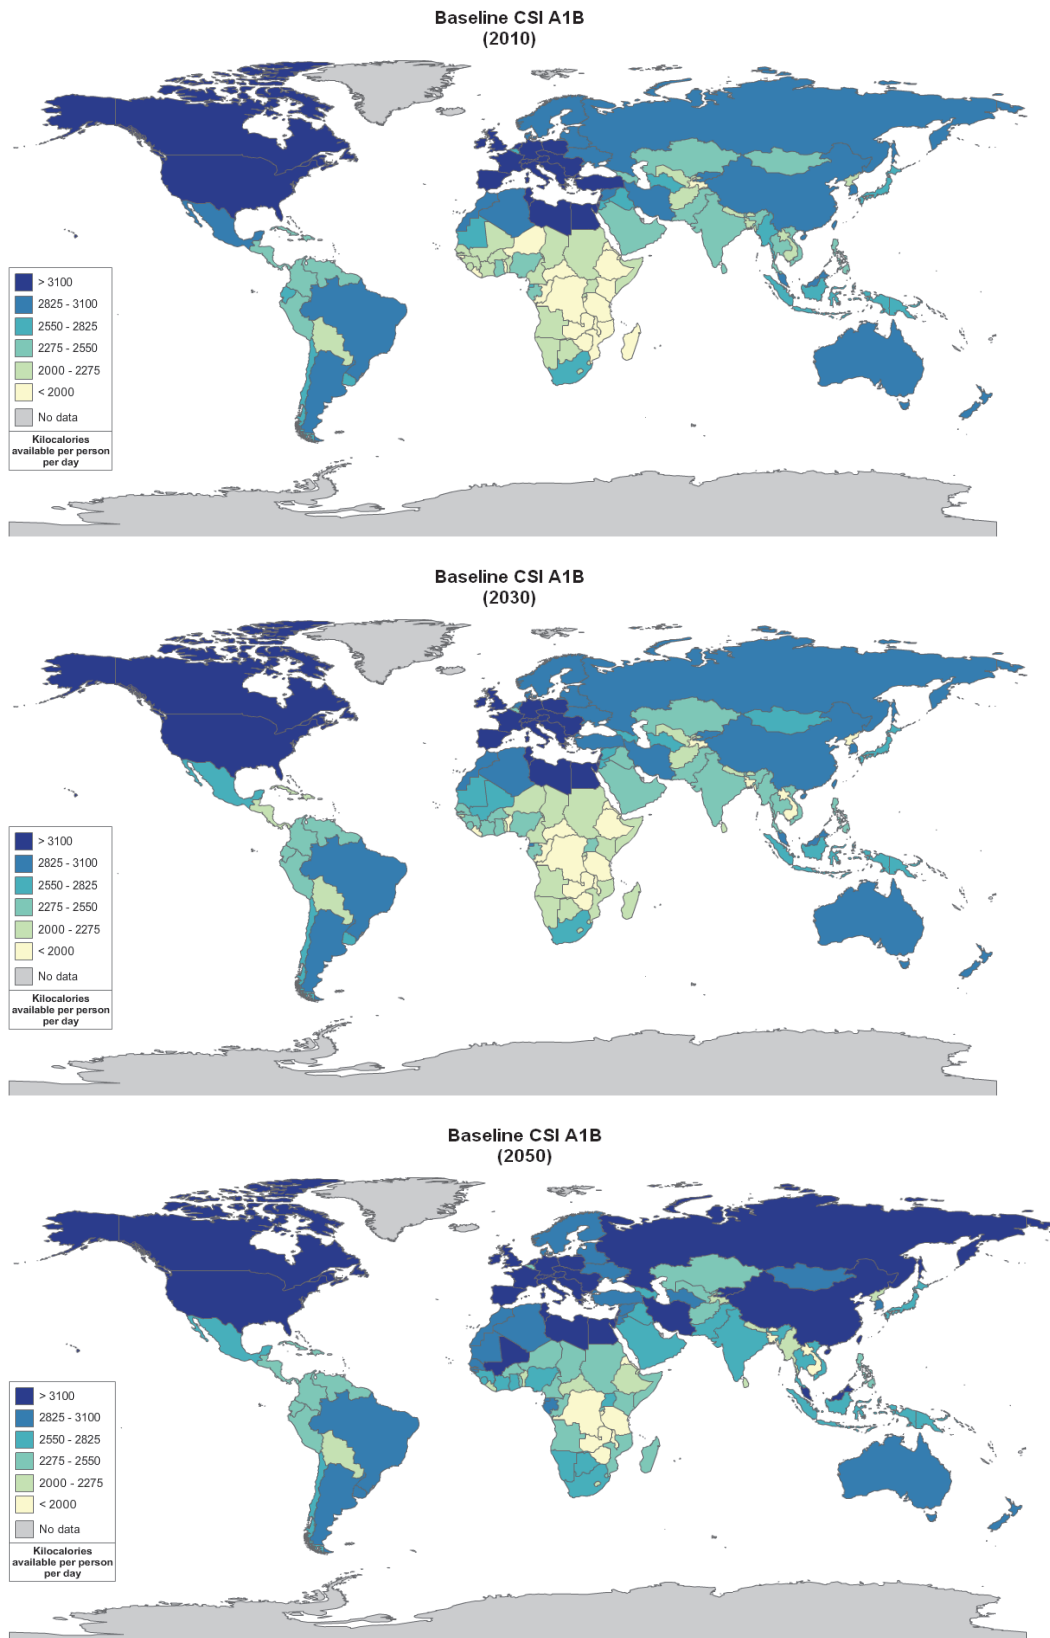 Baseline CSI A1B
(2010)
> 3100
2825 - 3100
2550 - 2825
2275 - 2550
2000 - 2275
< 2000
No data
Kilocalories
available per person
per day
Baseline CSI A1B
(2030)
> 3100
2825 - 3100
2550 - 2825
2275 - 2550
2000 - 2275
< 2000
No data
Kilocalories
available per person
per day
Baseline CSI A1B
(2050)
> 3100
2825 - 3100
2550 - 2825
2275 - 2550
2000 - 2275
< 2000
No data
Kilocalories
available per person
per day